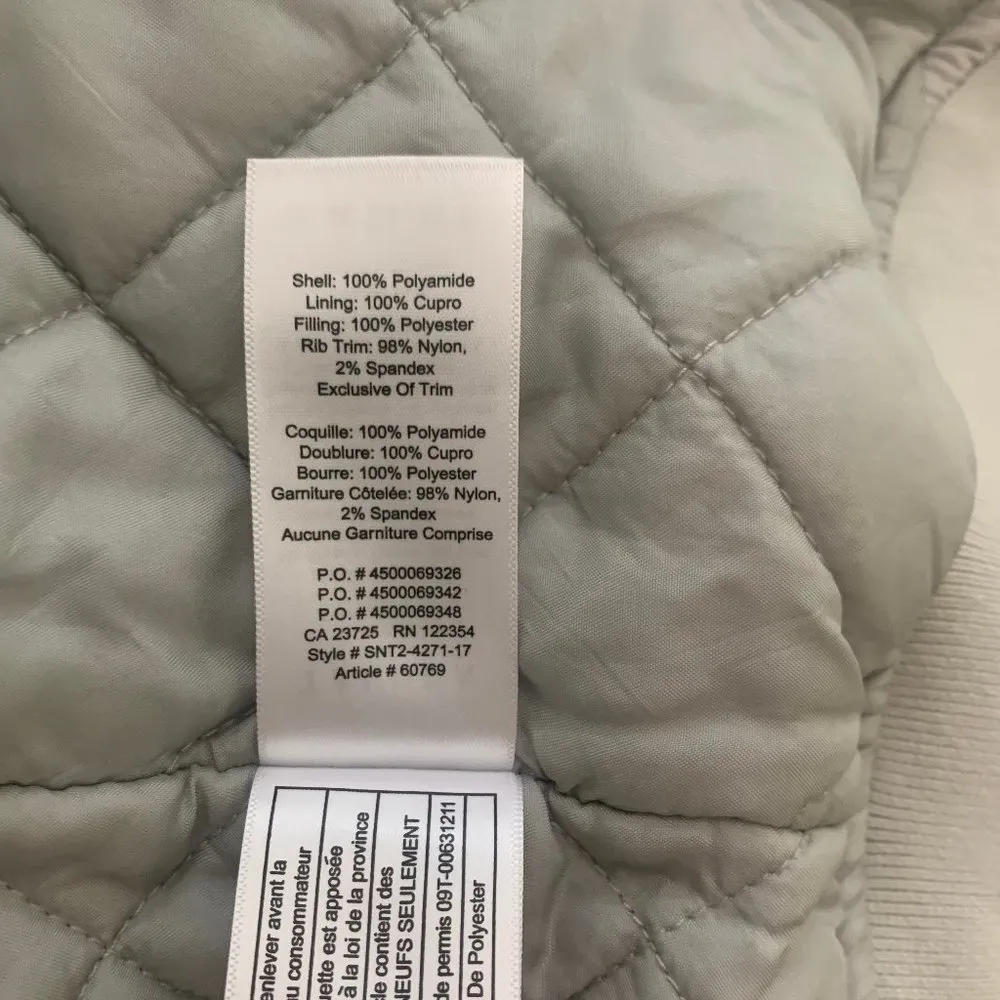 Shell: 100% Polyamide
Lining: 100% Cupro
Filling: 100% Polyester
Rib Trim: 98% Nylon,
2% Spandex
Exclusive Of Trim
Coquille: 100% Polyamide
Doublure: 100% Cupro
Bourre: 100% Polyester
Garniture Côtelée: 98% Nylon,
2% Spandex
Aucune Garniture Comprise
P.O. # 4500069326
P.O. # 4500069342
P.O. # 4500069348
CA 23725 RN 122354
Style # SNT2-4271-17
Article # 60769
enlever avant la
consommateur
est apposée
à la loi de la province
contient des
NEUFS SEULEMENT
de permis 09T-00631211
De Polyester